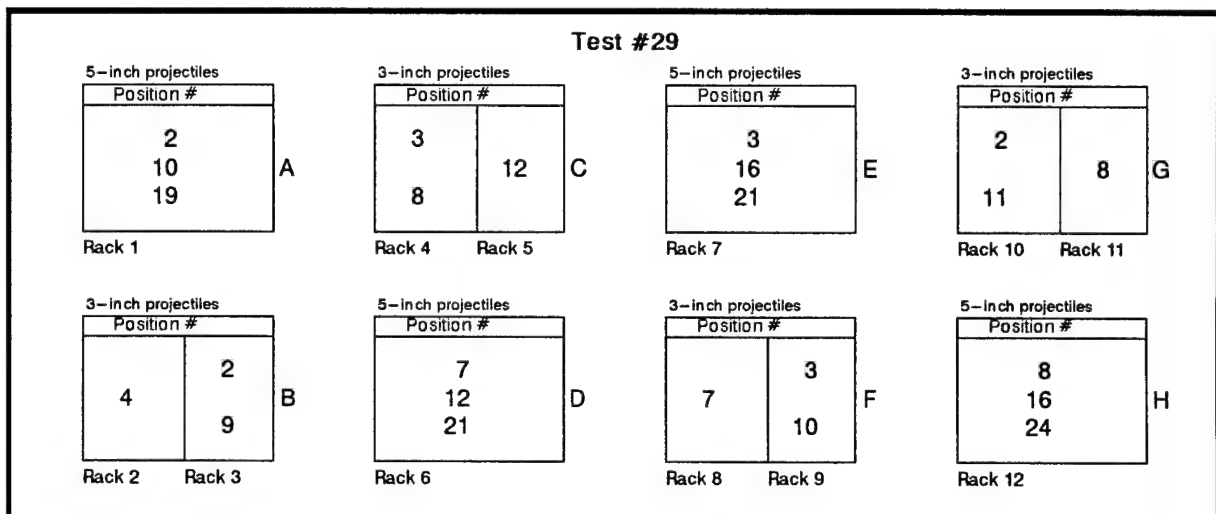 Test #29
5-inch projectiles
Position #
2
10
19
A
Rack 1
3-inch projectiles
Position #
3
8
12
C
Rack 4 Rack 5
5-inch projectiles
Position #
3
16
21
E
Rack 7
3-inch projectiles
Position #
2
11
8
G
Rack 10 Rack 11
3-inch projectiles
Position #
4
2
9
B
Rack 2 Rack 3
5-inch projectiles
Position #
7
12
21
D
Rack 6
3-inch projectiles
Position #
7
3
10
F
Rack 8 Rack 9
5-inch projectiles
Position #
8
16
24
H
Rack 12